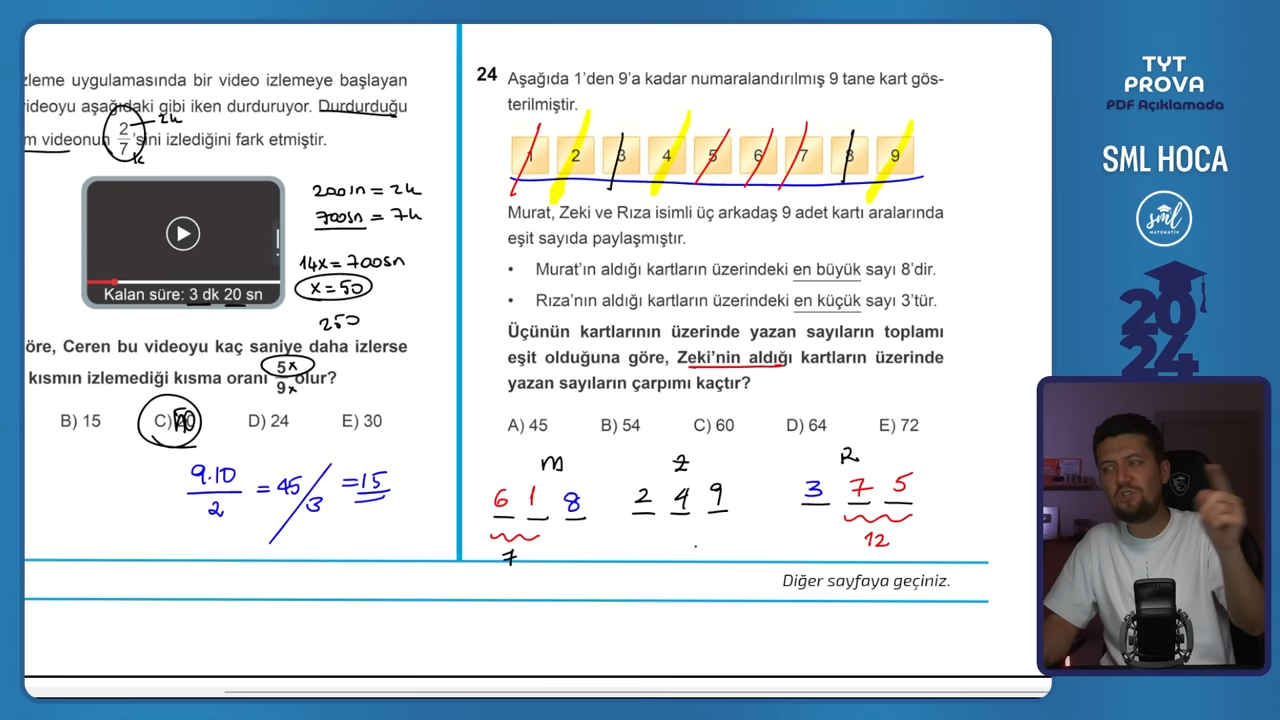 zleme uygulamasında bir video izlemeye başlayan
ideoyu aşağıdaki gibi iken durduruyor. Durdurduğu
m videonun 2/7'sini izlediğini fark etmiştir.
2k
k
200sn = 2k
700sn = 7k
14x = 700sn
x = 50
250
Kalan süre: 3 dk 20 sn
öre, Ceren bu videoyu kaç saniye daha izlerse
kısmın izlemediği kısma oranı 5x/9x olur?
B) 15
C)
D) 24
E) 30
9.10/2 = 45/3 = 15
24 Aşağıda 1'den 9'a kadar numaralandırılmış 9 tane kart gös-
terilmiştir.
1 2 3 4 5 6 7 8 9
Murat, Zeki ve Rıza isimli üç arkadaş 9 adet kartı aralarında
eşit sayıda paylaşmıştır.
• Murat'ın aldığı kartların üzerindeki en büyük sayı 8'dir.
• Rıza'nın aldığı kartların üzerindeki en küçük sayı 3'tür.
Üçünün kartlarının üzerinde yazan sayıların toplamı
eşit olduğuna göre, Zeki'nin aldığı kartların üzerinde
yazan sayıların çarpımı kaçtır?
A) 45 B) 54 C) 60 D) 64 E) 72
M Z R
6 1 8 2 4 9 3 7 5
7 12
Diğer sayfaya geçiniz.
TYT
PROVA
PDF Açıklamada
SML HOCA
sml
MATEMATİK
2024